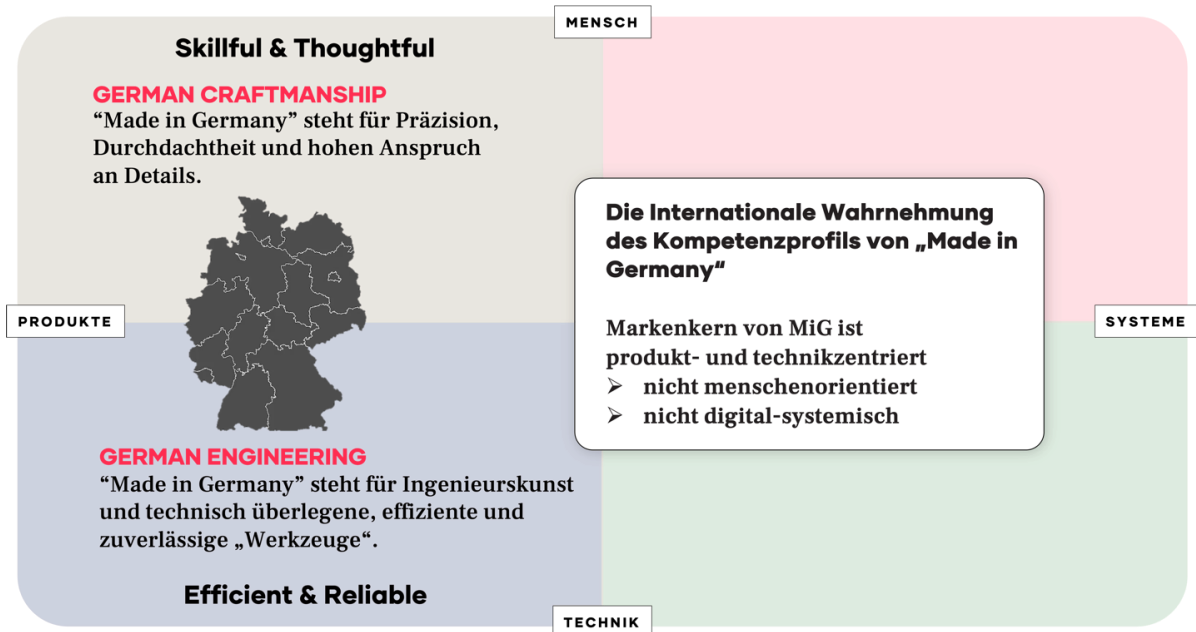 MENSCH
Skillful & Thoughtful
GERMAN CRAFTMANSHIP
“Made in Germany” steht für Präzision,
Durchdachtheit und hohen Anspruch
an Details.
Die Internationale Wahrnehmung
des Kompetenzprofils von „Made in
Germany“
Markenkern von MiG ist
produkt- und technikzentriert
➢ nicht menschenorientiert
➢ nicht digital-systemisch
PRODUKTE
SYSTEME
GERMAN ENGINEERING
“Made in Germany” steht für Ingenieurskunst
und technisch überlegene, effiziente und
zuverlässige „Werkzeuge“.
Efficient & Reliable
TECHNIK